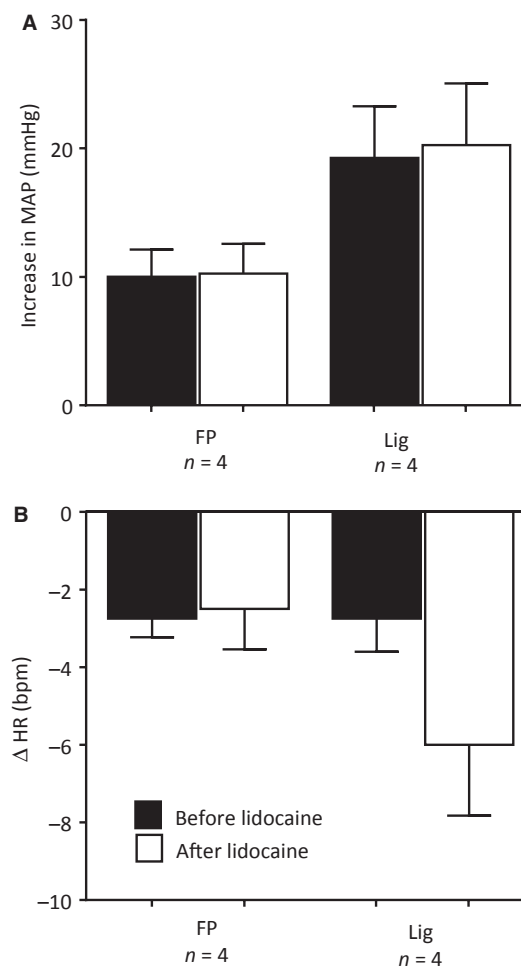 A
30
20
10
0
Increase in MAP (mmHg)
FP
n = 4
Lig
n = 4
B
0
–2
–4
–6
–8
–10
Δ HR (bpm)
Before lidocaine
After lidocaine
FP
n = 4
Lig
n = 4